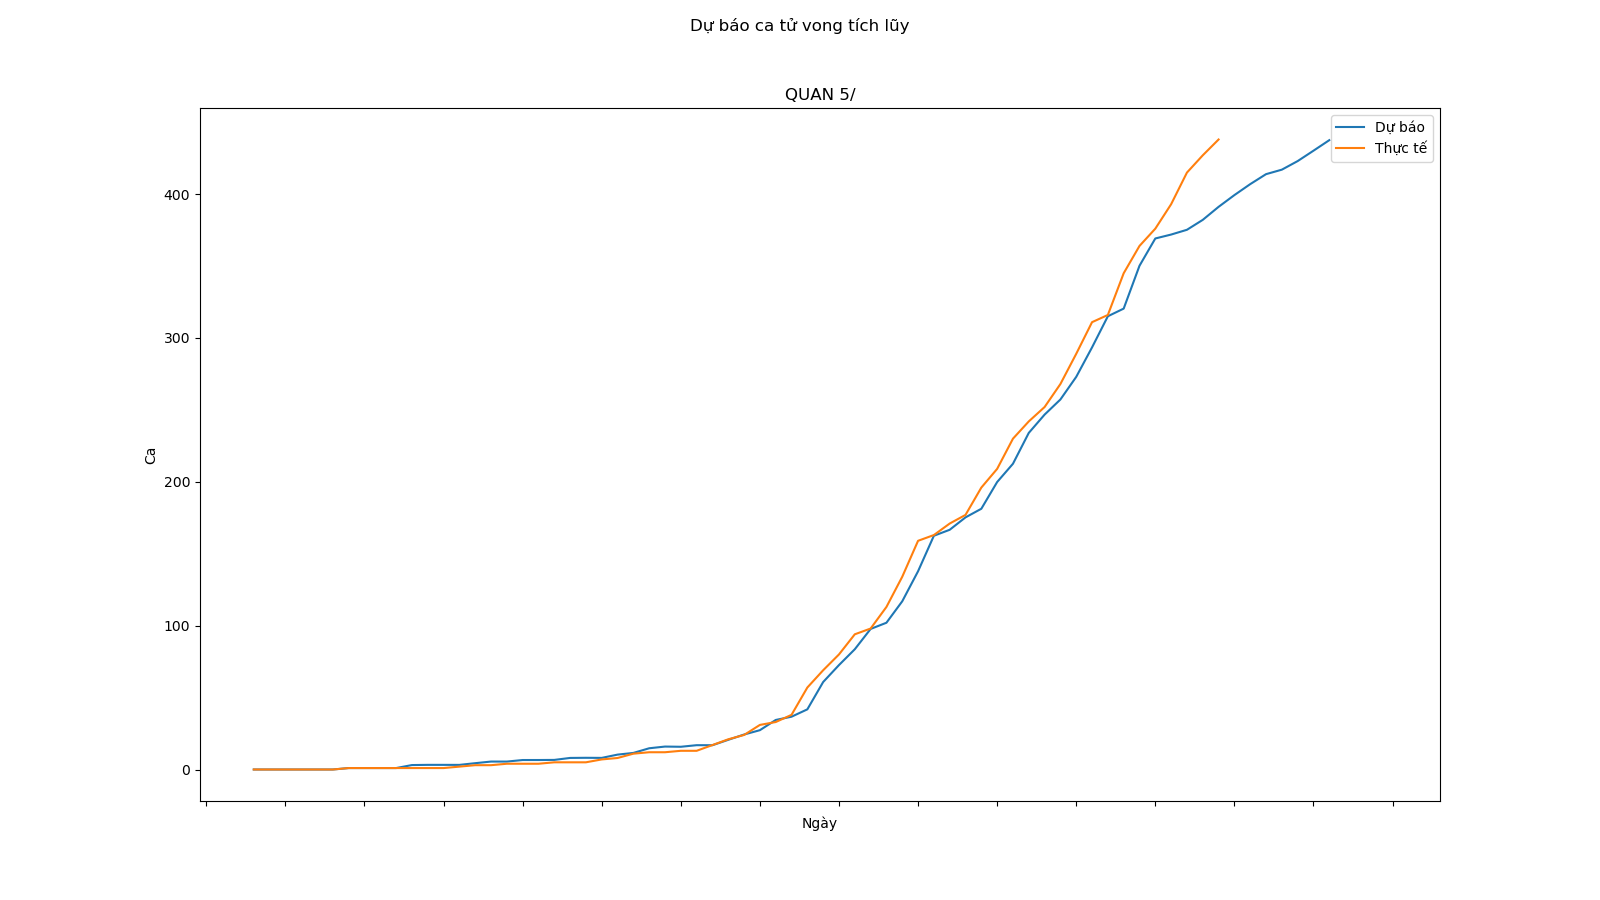 Dự báo ca tử vong tích lũy
QUAN 5/
Dự báo
Thực tế
400
300
200
100
0
Ca
Ngày